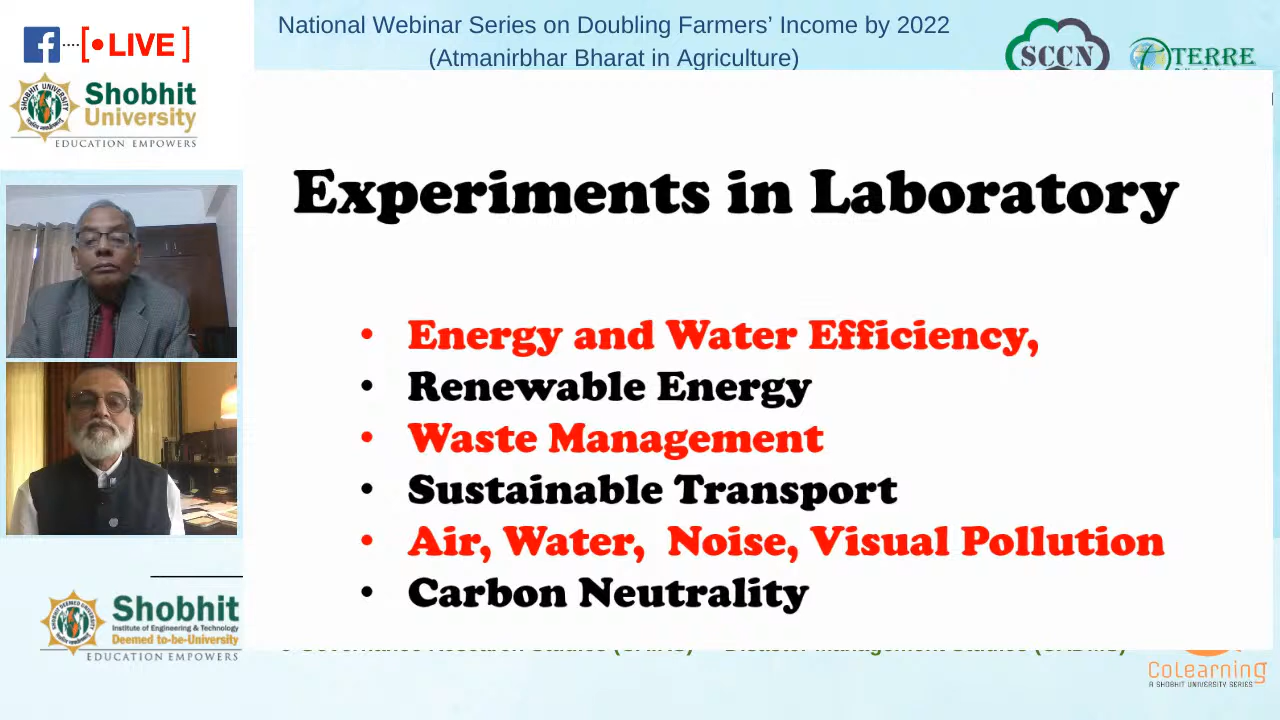 National Webinar Series on Doubling Farmers' Income by 2022
(Atmanirbhar Bharat in Agriculture)
LIVE
SCCN
TERRE
Shobhit
University
EDUCATION EMPOWERS
Experiments in Laboratory
• Energy and Water Efficiency,
• Renewable Energy
• Waste Management
• Sustainable Transport
• Air, Water, Noise, Visual Pollution
• Carbon Neutrality
Shobhit
Institute of Engineering & Technology
Deemed to-be-University
EDUCATION EMPOWERS
CoLearning
A SHOBHIT UNIVERSITY SERIES